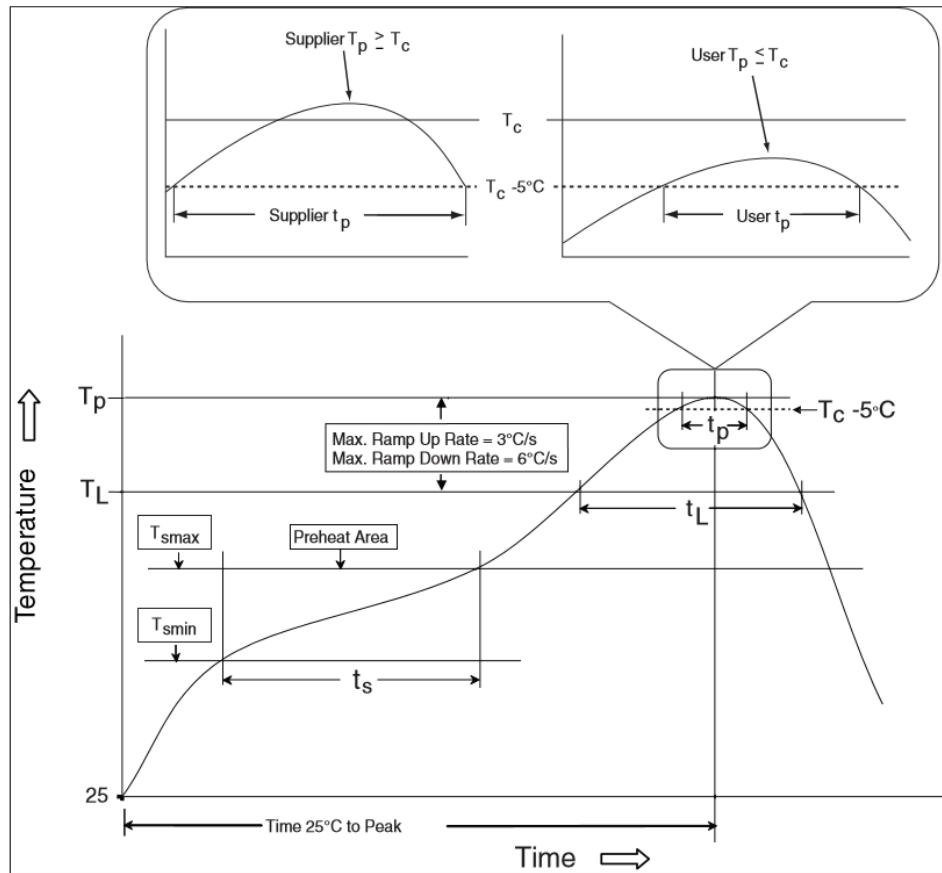 Supplier Tp ≥ Tc
User Tp ≤ Tc
Tc
Tc -5°C
Supplier tp
User tp
Tp
Tc -5°C
tp
Max. Ramp Up Rate = 3°C/s
Max. Ramp Down Rate = 6°C/s
TL
tL
Tsmax
Preheat Area
Tsmin
ts
Temperature
25
Time 25°C to Peak
Time